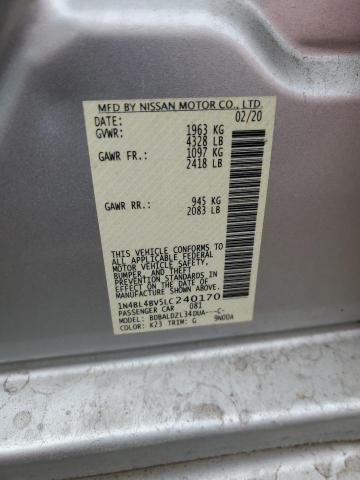 MFD BY NISSAN MOTOR CO., LTD.
DATE: 02/20
GVWR: 1963 KG
4328 LB
GAWR FR.: 1097 KG
2418 LB
GAWR RR.: 945 KG
2083 LB
THIS VEHICLE CONFORMS TO
ALL APPLICABLE FEDERAL
MOTOR VEHICLE SAFETY,
BUMPER, AND THEFT
PREVENTION STANDARDS IN
EFFECT ON THE DATE OF
MANUFACTURE SHOWN ABOVE.
1N4BL4BV5LC240170
PASSENGER CAR 081
MODEL: BDBALDZL34DUA---C-
COLOR: K23 TRIM: G 9N00A